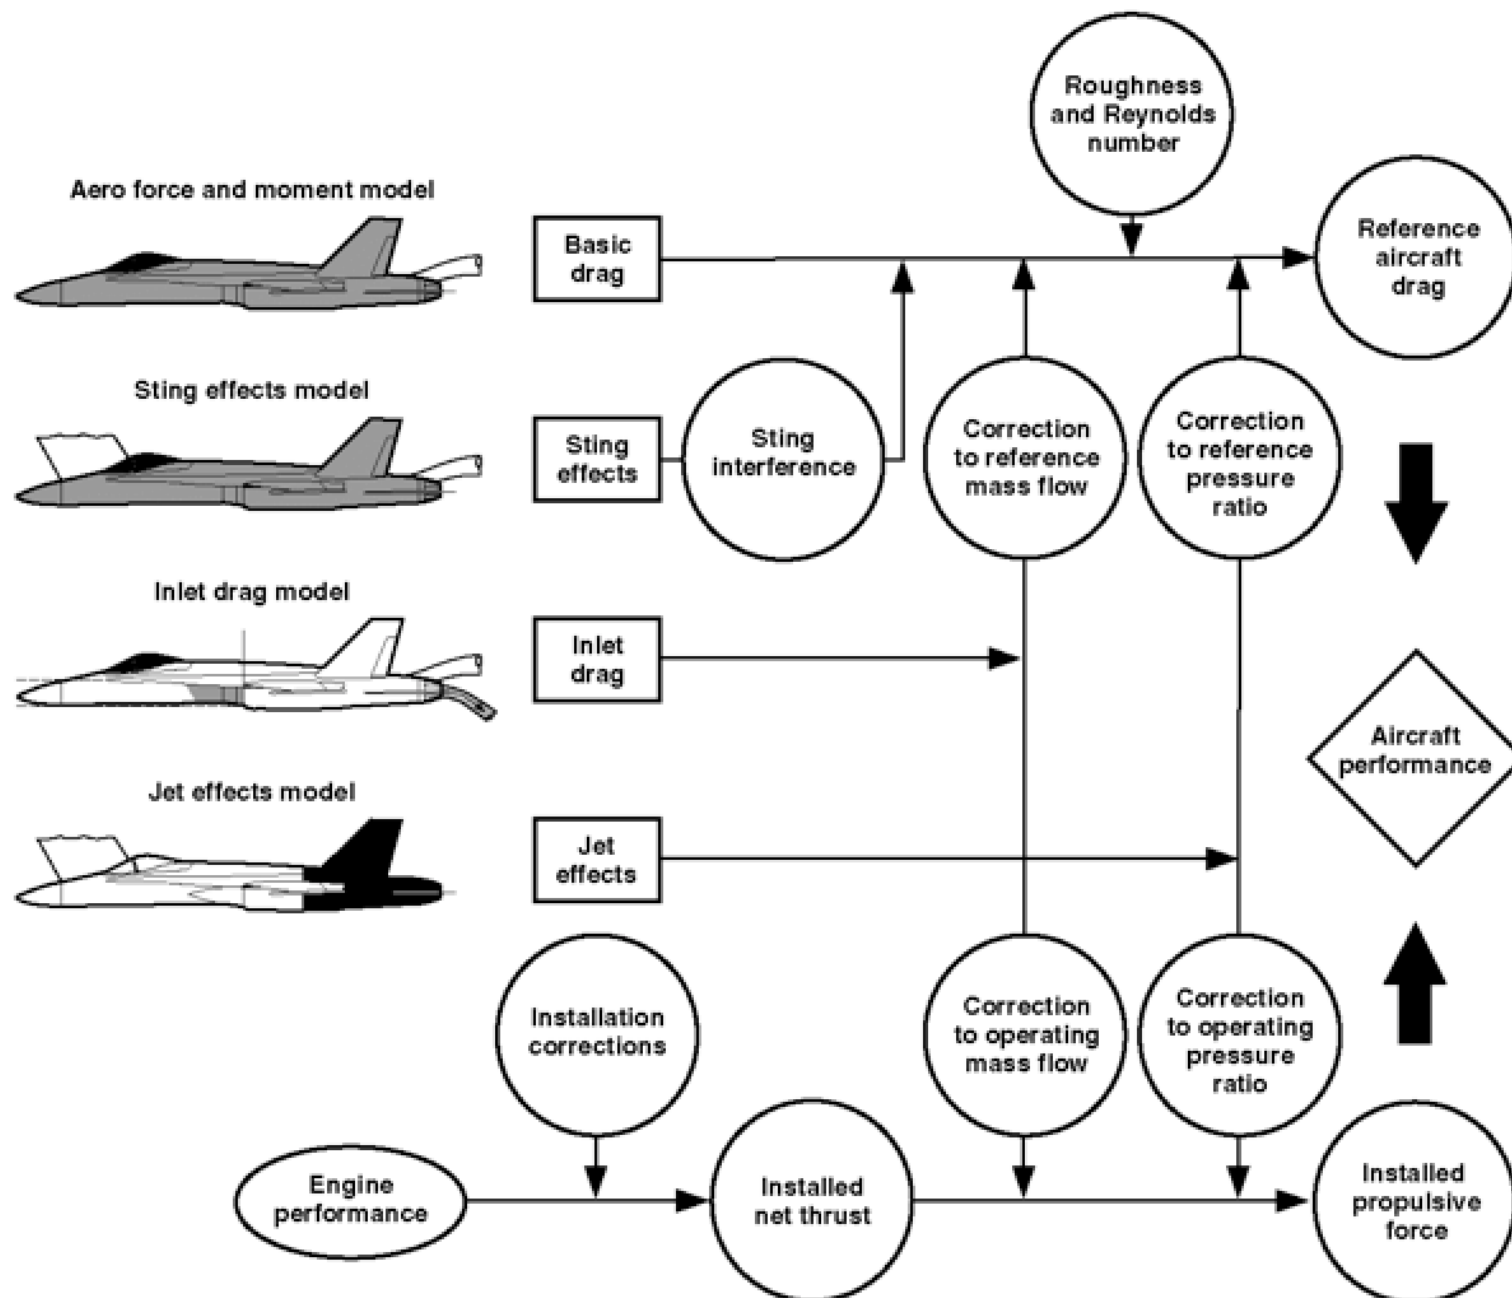 Roughness
and Reynolds
number
Aero force and moment model
Basic
drag
Reference
aircraft
drag
Sting effects model
Sting
effects
Sting
interference
Correction
to reference
mass flow
Correction
to reference
pressure
ratio
Inlet drag model
Inlet
drag
Aircraft
performance
Jet effects model
Jet
effects
Installation
corrections
Correction
to operating
mass flow
Correction
to operating
pressure
ratio
Engine
performance
Installed
net thrust
Installed
propulsive
force